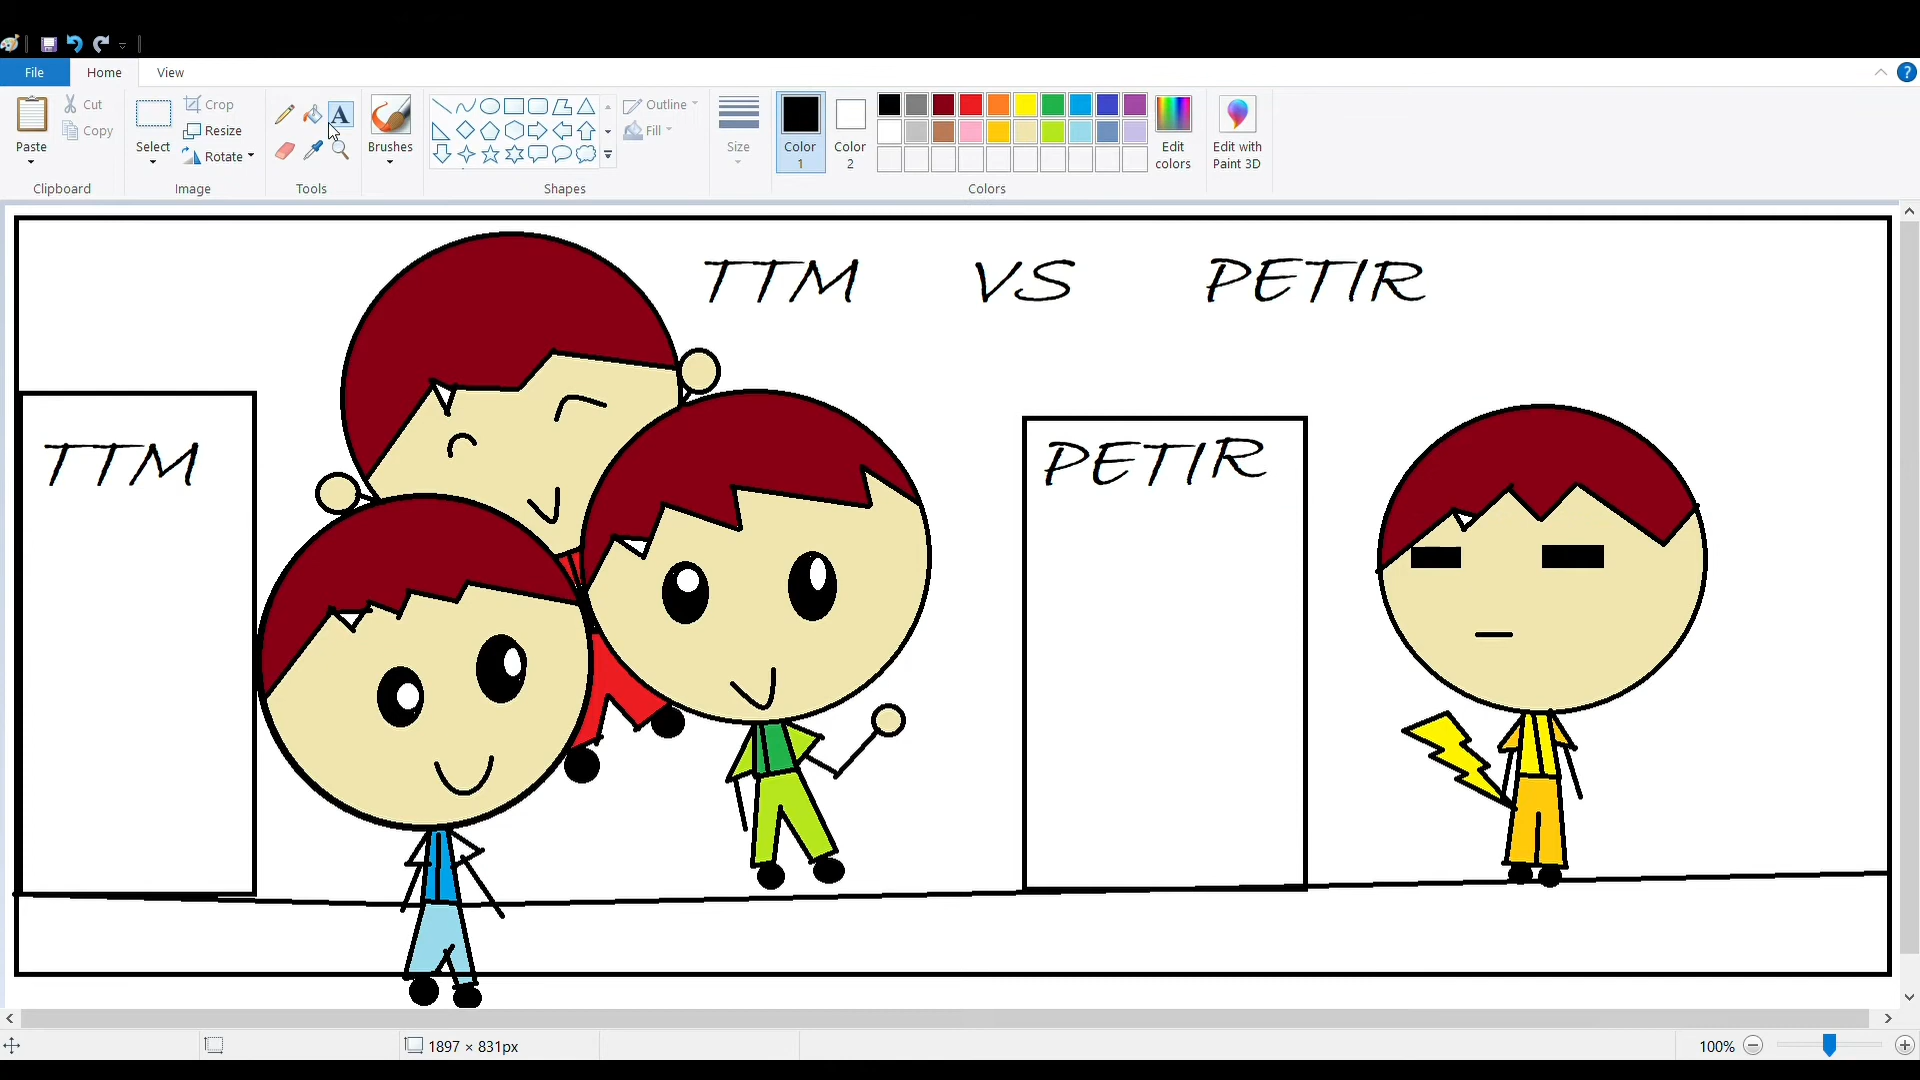 File Home View
Cut
Copy
Paste
Clipboard
Select
Crop
Resize
Rotate
Image
A
Tools
Brushes
Outline
Fill
Shapes
Size
Color 1
Color 2
Edit colors
Colors
Edit with Paint 3D
?
TTM VS PETIR
TTM
PETIR
1897 × 831px
100%